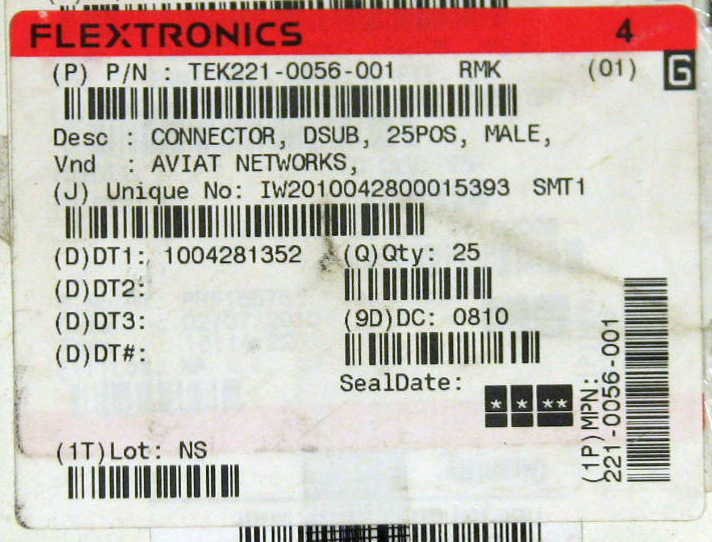 FLEXTRONICS 4
(P) P/N : TEK221-0056-001 RMK (01) G
Desc : CONNECTOR, DSUB, 25POS, MALE,
Vnd : AVIAT NETWORKS,
(J) Unique No: IW2010042800015393 SMT1
(D)DT1: 1004281352 (Q)Qty: 25
(D)DT2:
(D)DT3: (9D)DC: 0810
(D)DT#:
SealDate:
* * **
(1T)Lot: NS
(1P)MPN:
221-0056-001